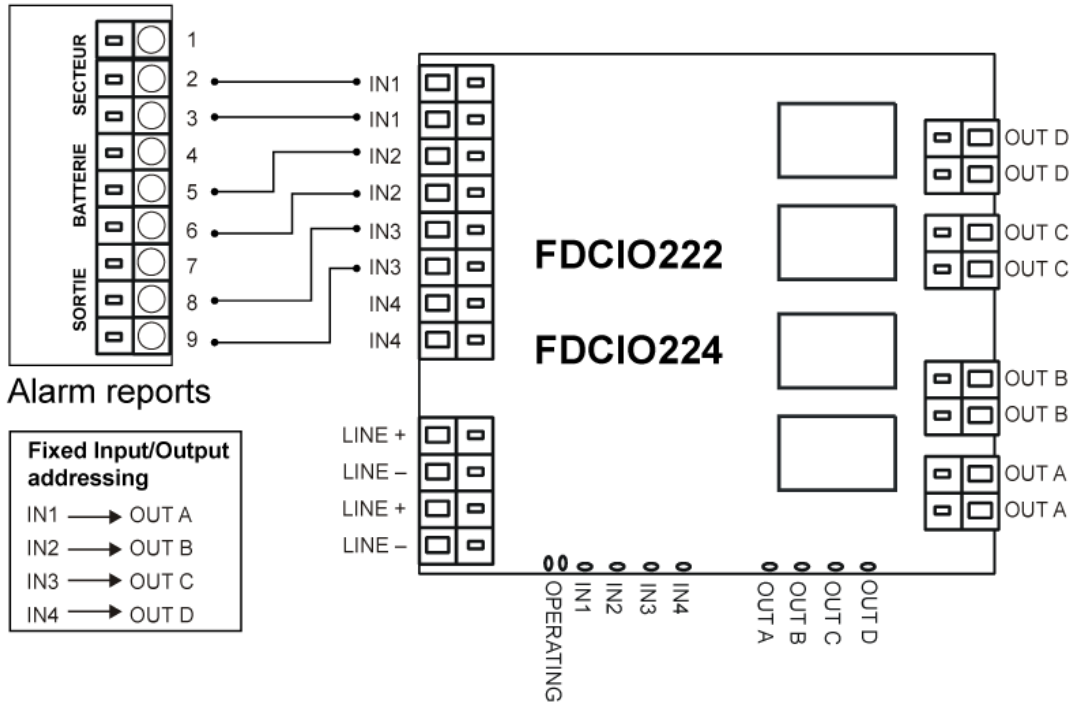 SECTEUR
BATTERIE
SORTIE
1
2
3
4
5
6
7
8
9
Alarm reports
IN1
IN1
IN2
IN2
IN3
IN3
IN4
IN4
LINE +
LINE –
LINE +
LINE –
FDCIO222
FDCIO224
OUT D
OUT D
OUT C
OUT C
OUT B
OUT B
OUT A
OUT A
OPERATING
IN1
IN2
IN3
IN4
OUT A
OUT B
OUT C
OUT D
Fixed Input/Output
addressing
IN1 → OUT A
IN2 → OUT B
IN3 → OUT C
IN4 → OUT D